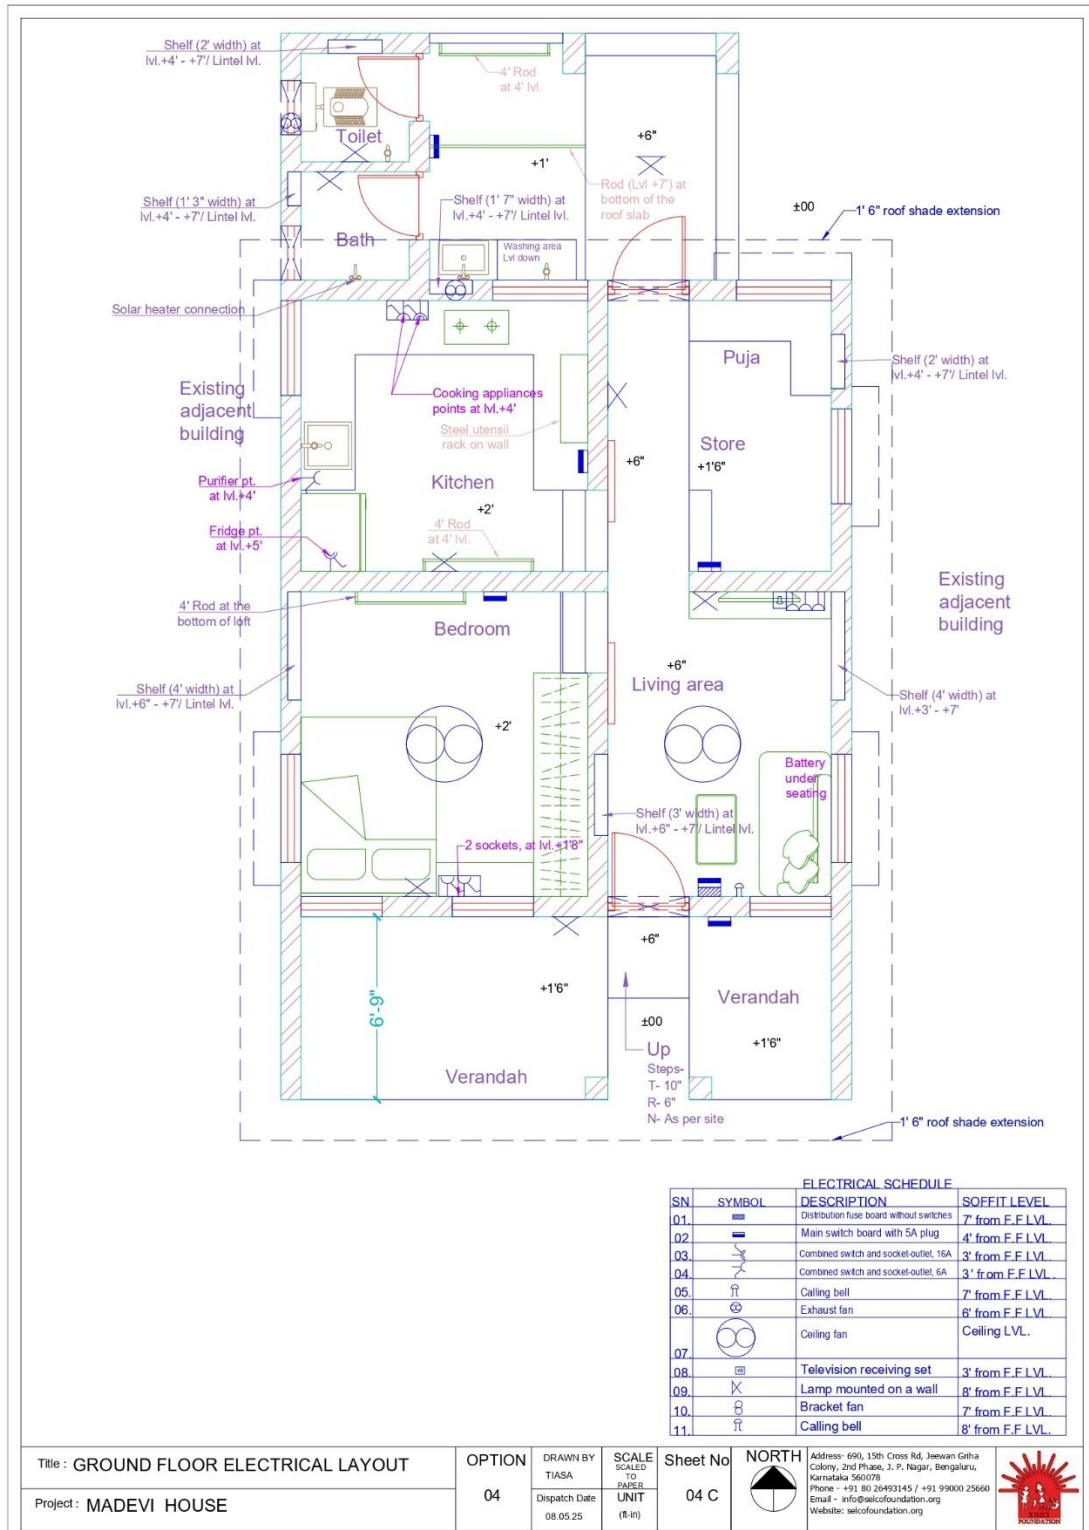 Shelf (2' width) at
lvl.+4' - +7'/ Lintel lvl.
4' Rod
at 4' lvl.
Toilet
+6"
+1'
Rod (Lvl +7') at
bottom of the
roof slab
Shelf (1' 3" width) at
lvl.+4' - +7'/ Lintel lvl.
Shelf (1' 7" width) at
lvl.+4' - +7'/ Lintel lvl.
±00
1' 6" roof shade extension
Bath
Washing area
Lvl down
Solar heater connection
Existing
adjacent
building
Puja
Shelf (2' width) at
lvl.+4' - +7'/ Lintel lvl.
Cooking appliances
points at lvl.+4'
Steel utensil
rack on wall
Store
+6"
+1'6"
Purifier pt.
at lvl.+4'
Kitchen
+2'
Fridge pt.
at lvl.+5'
4' Rod
at 4' lvl.
Existing
adjacent
building
4' Rod at the
bottom of loft
Bedroom
+6"
Living area
Shelf (4' width) at
lvl.+6" - +7'/ Lintel lvl.
Shelf (4' width) at
lvl.+3' - +7'
+2'
Battery
under
seating
Shelf (3' width) at
lvl.+6" - +7'/ Lintel lvl.
2 sockets, at lvl.+1'8"
+6"
6'-9"
+1'6"
Verandah
±00
Up
+1'6"
Steps-
T- 10"
R- 6"
N- As per site
Verandah
1' 6" roof shade extension
ELECTRICAL SCHEDULE
SN SYMBOL DESCRIPTION SOFFIT LEVEL
01. Distribution fuse board without switches 7' from F.F LVL.
02 Main switch board with 5A plug 4' from F.F LVL.
03. Combined switch and socket-outlet, 16A 3' from F.F LVL.
04. Combined switch and socket-outlet, 6A 3' from F.F LVL.
05. Calling bell 7' from F.F LVL.
06. Exhaust fan 6' from F.F LVL.
07. Ceiling fan Ceiling LVL.
08. Television receiving set 3' from F.F LVL.
09. Lamp mounted on a wall 8' from F.F LVL.
10. Bracket fan 7' from F.F LVL.
11. Calling bell 8' from F.F LVL.
Title : GROUND FLOOR ELECTRICAL LAYOUT
Project : MADEVI HOUSE
OPTION
04
DRAWN BY
TIASA
Dispatch Date
08.05.25
SCALE
SCALED
TO
PAPER
UNIT
(ft-in)
Sheet No
04 C
NORTH
Address- 690, 15th Cross Rd, Jeewan Griha
Colony, 2nd Phase, J. P. Nagar, Bengaluru,
Karnataka 560078
Phone - +91 80 26493145 / +91 99000 25660
Email - info@selcofoundation.org
Website: selcofoundation.org
FOUNDATION